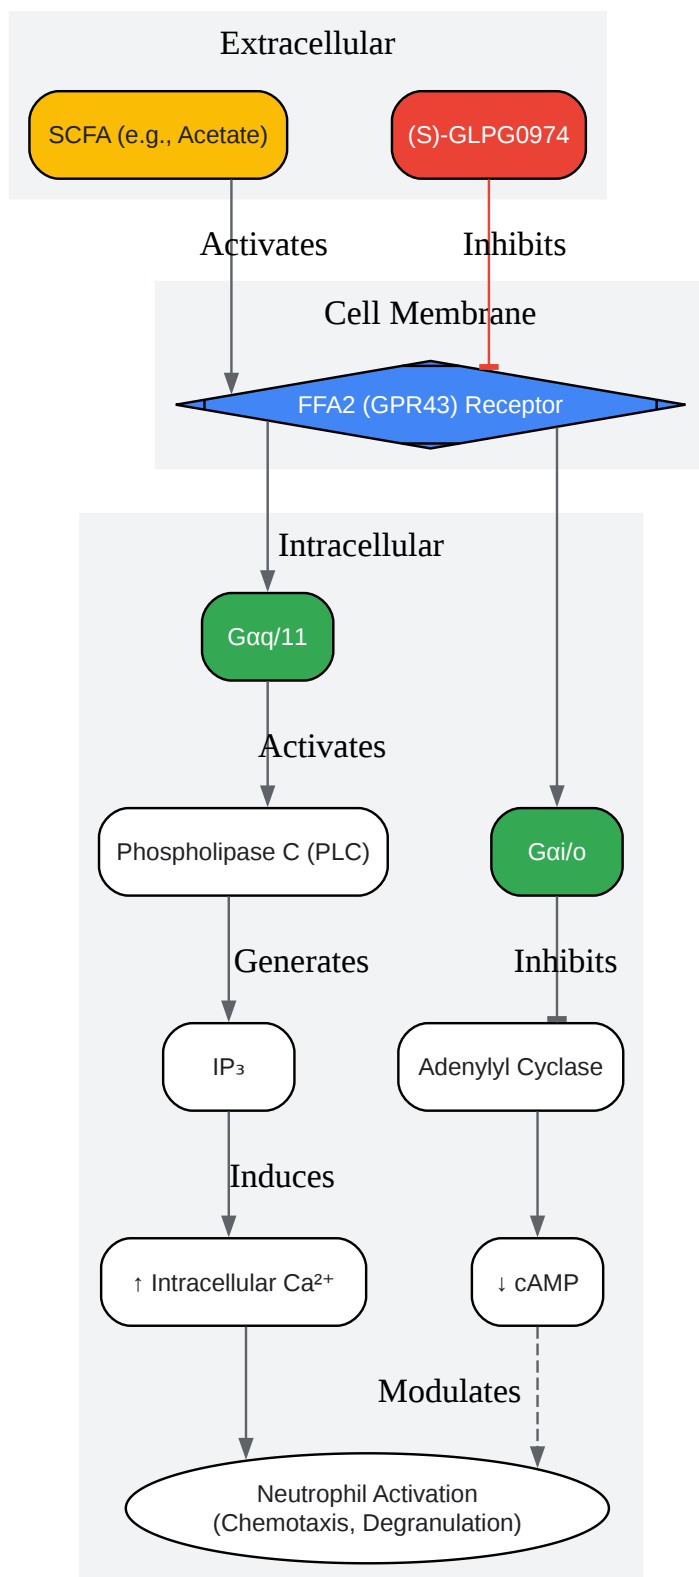 Extracellular
SCFA (e.g., Acetate)
(S)-GLPG0974
Activates
Inhibits
Cell Membrane
FFA2 (GPR43) Receptor
Intracellular
Gαq/11
Activates
Phospholipase C (PLC)
Gαi/o
Generates
Inhibits
IP₃
Adenylyl Cyclase
Induces
↑ Intracellular Ca²⁺
↓ cAMP
Modulates
Neutrophil Activation
(Chemotaxis, Degranulation)